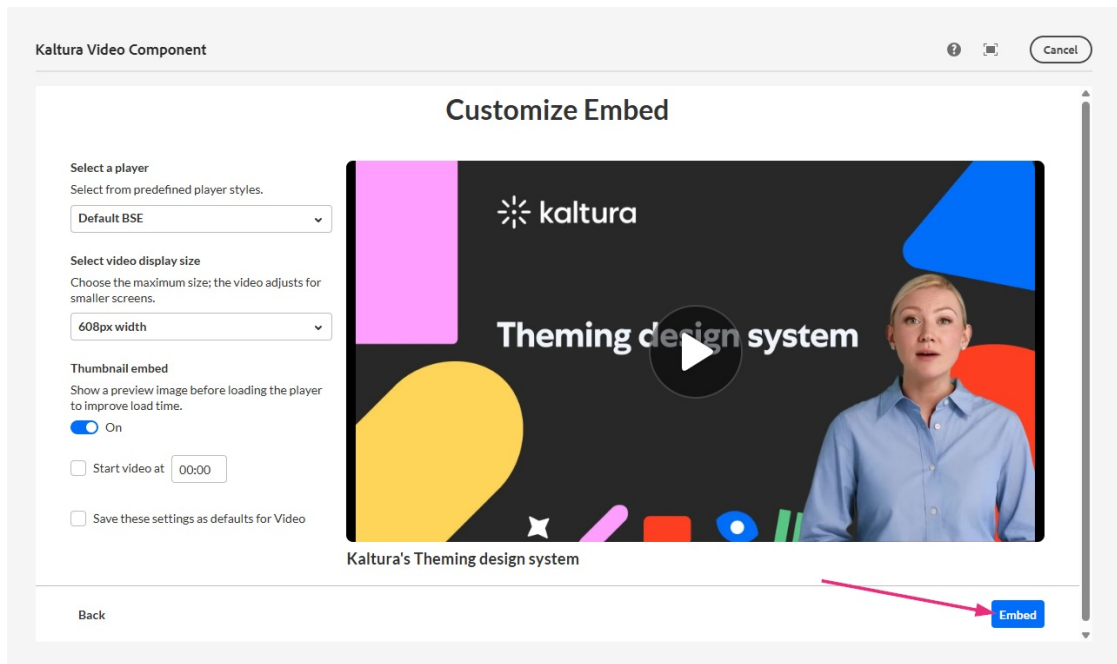 Kaltura Video Component
Cancel
Customize Embed
Select a player
Select from predefined player styles.
Default BSE
Select video display size
Choose the maximum size; the video adjusts for
smaller screens.
608px width
Thumbnail embed
Show a preview image before loading the player
to improve load time.
On
Start video at 00:00
Save these settings as defaults for Video
kaltura
Theming design system
Kaltura's Theming design system
Back
Embed